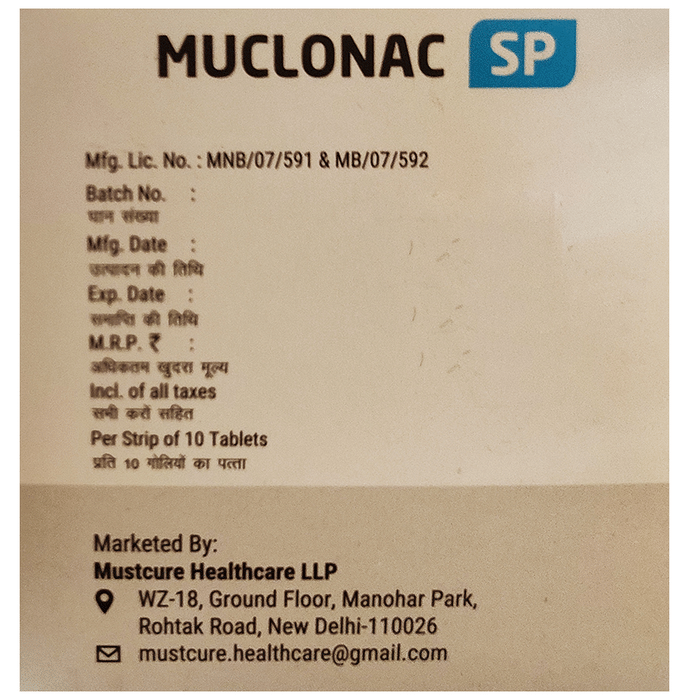 MUCLONAC SP
Mfg. Lic. No. : MNB/07/591 & MB/07/592
Batch No. :
घान संख्या
Mfg. Date :
उत्पादन की तिथि
Exp. Date :
समाप्ति की तिथि
M.R.P. ₹ :
अधिकतम खुदरा मूल्य
Incl. of all taxes
सभी करों सहित
Per Strip of 10 Tablets
प्रति 10 गोलियों का पत्ता
Marketed By:
Mustcure Healthcare LLP
WZ-18, Ground Floor, Manohar Park,
Rohtak Road, New Delhi-110026
mustcure.healthcare@gmail.com